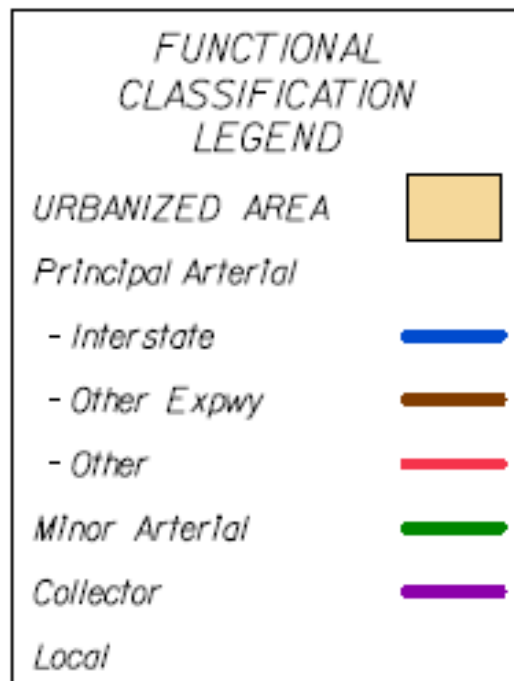 FUNCTIONAL
CLASSIFICATION
LEGEND
URBANIZED AREA
Principal Arterial
- Interstate
- Other Expwy
- Other
Minor Arterial
Collector
Local